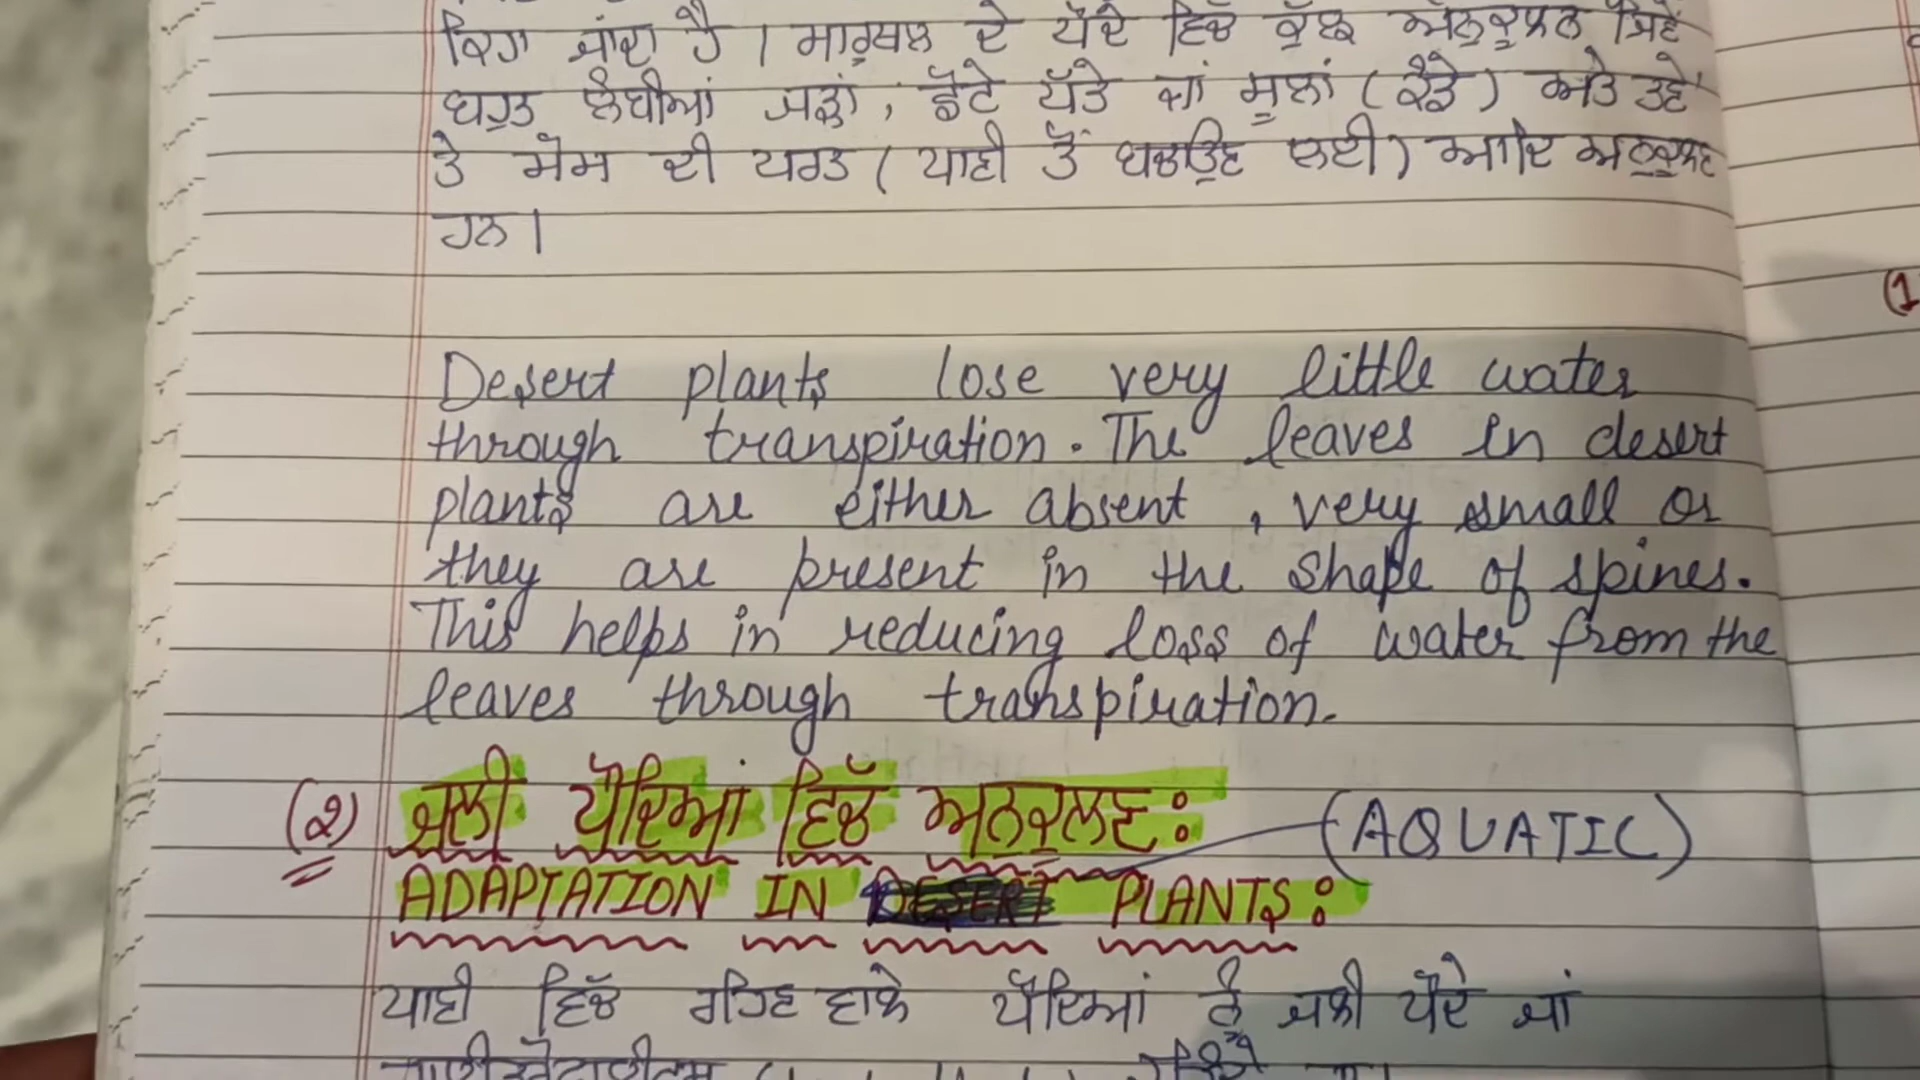 ਕਿਹਾ ਜਾਂਦਾ ਹੈ । ਮਾਰੂਥਲ ਦੇ ਪੌਦੇ ਵਿੱਚ ਕੁੱਝ ਅਨੁਕੂਲਨ ਜਿਵੇਂ
ਬਹੁਤ ਲੰਬੀਆਂ ਜੜ੍ਹਾਂ , ਛੋਟੇ ਪੱਤੇ ਜਾਂ ਸੂਲਾਂ ( ਕੰਡੇ ) ਅਤੇ ਤਣੇ
ਤੇ ਮੋਮ ਦੀ ਪਰਤ ( ਪਾਣੀ ਤੋਂ ਬਚਾਉਣ ਲਈ ) ਆਦਿ ਅਨੁਕੂਲਣ
ਹਨ ।
Desert plants lose very little water
through transpiration. The leaves in desert
plants are either absent , very small or
they are present in the shape of spines.
This helps in reducing loss of water from the
leaves through transpiration.
(2) ਜਲੀ ਪੌਦਿਆਂ ਵਿੱਚ ਅਨੁਕੂਲਣ :
(AQUATIC)
ADAPTATION IN DESERT PLANTS :
ਪਾਣੀ ਵਿੱਚ ਰਹਿਣ ਵਾਲੇ ਪੌਦਿਆਂ ਨੂੰ ਜਲੀ ਪੌਦੇ ਜਾਂ
(1